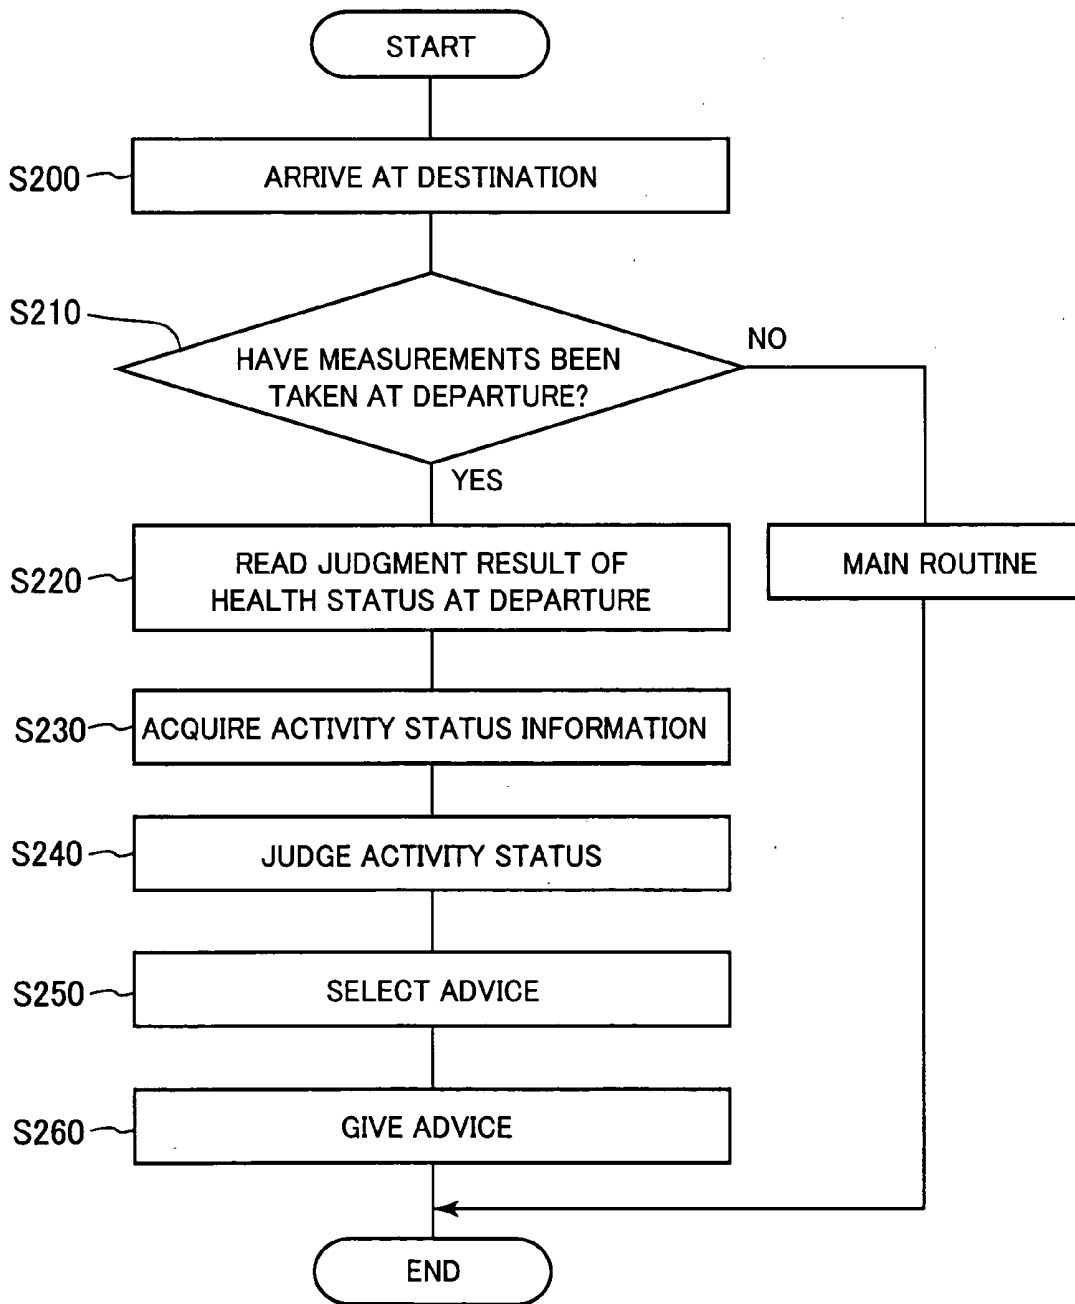 START
S200
ARRIVE AT DESTINATION
S210
HAVE MEASUREMENTS BEEN
TAKEN AT DEPARTURE?
NO
YES
S220
READ JUDGMENT RESULT OF
HEALTH STATUS AT DEPARTURE
MAIN ROUTINE
S230
ACQUIRE ACTIVITY STATUS INFORMATION
S240
JUDGE ACTIVITY STATUS
S250
SELECT ADVICE
S260
GIVE ADVICE
END